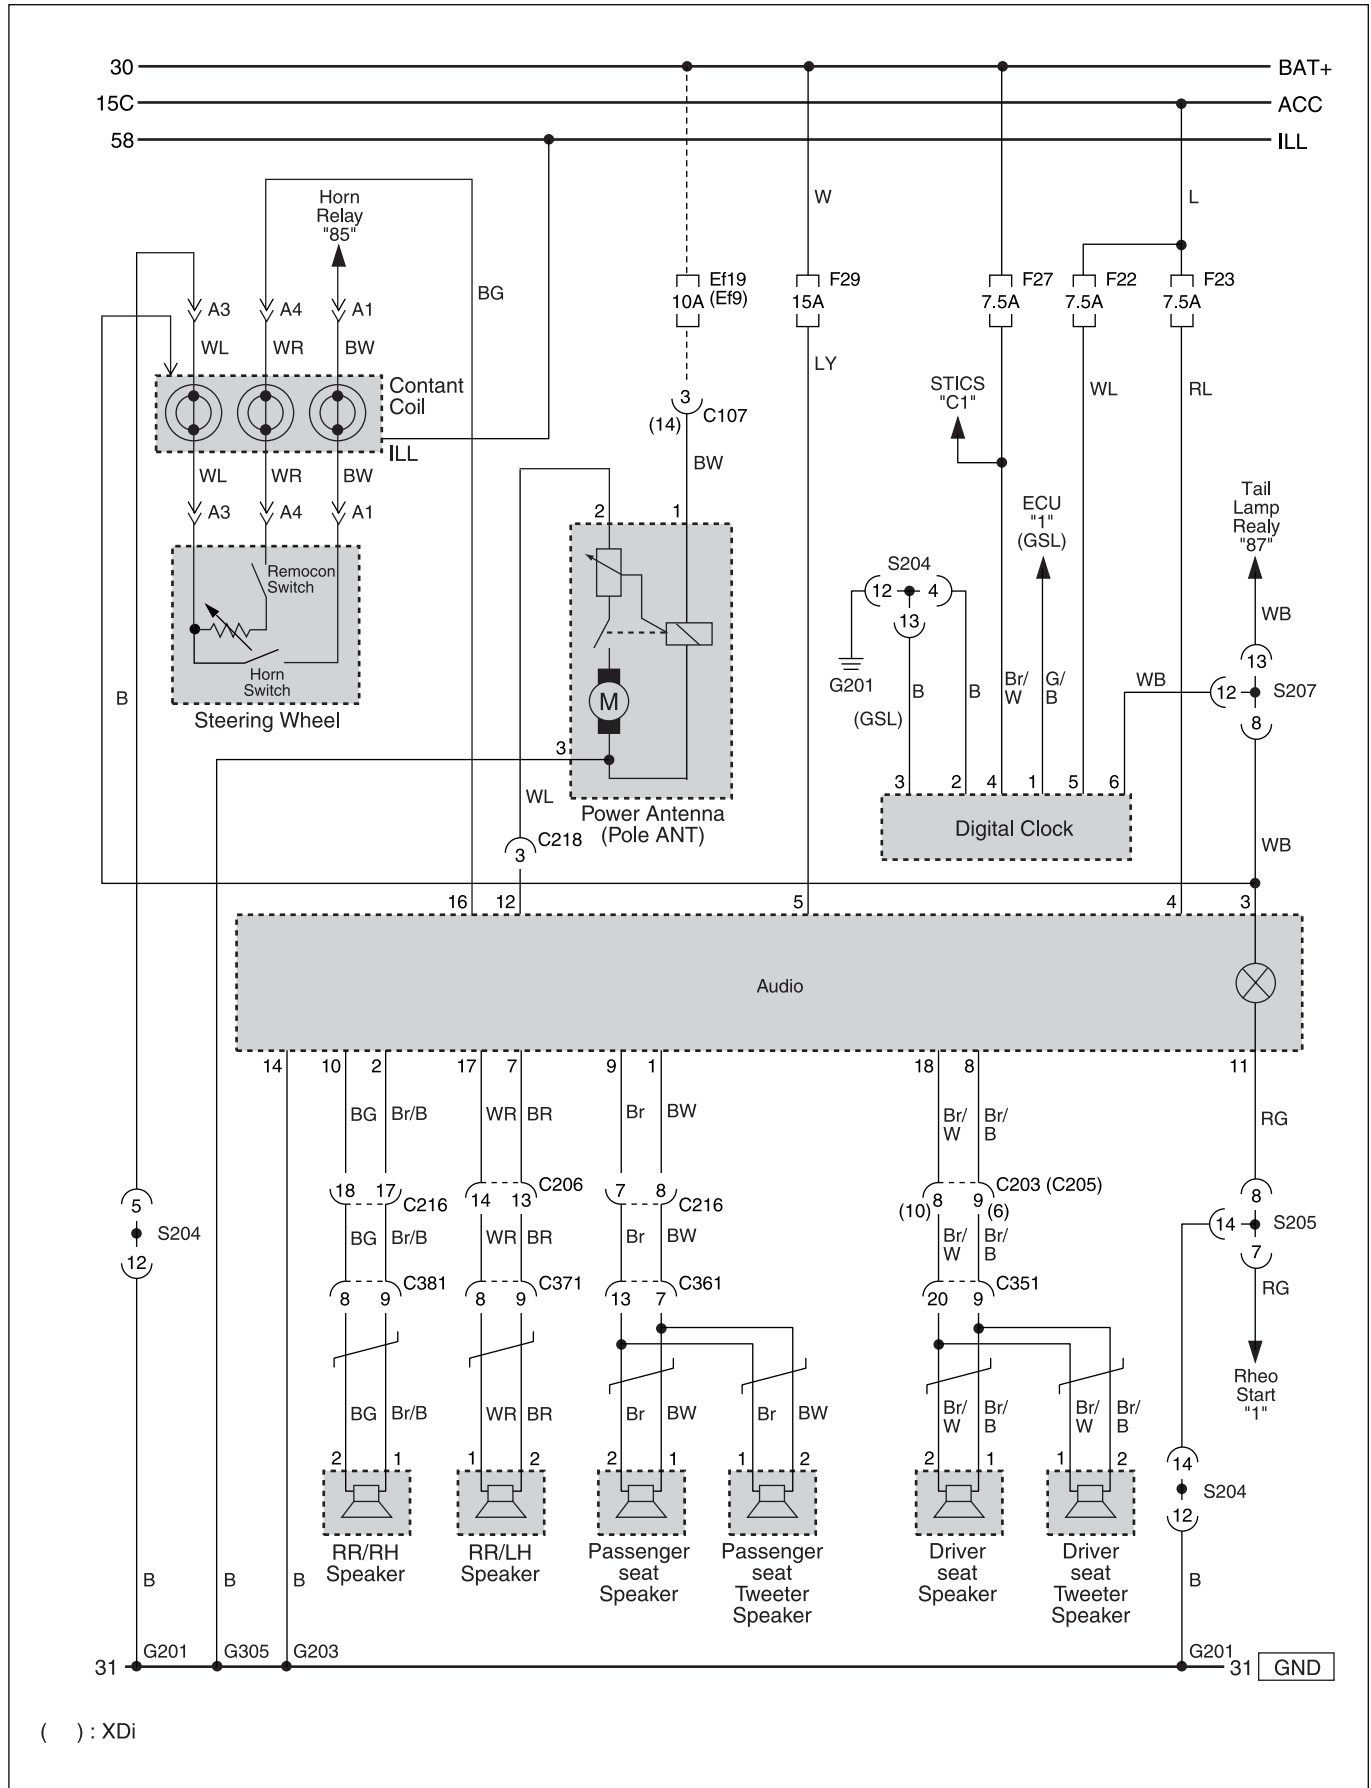 30
BAT+
15C
ACC
58
ILL
Horn
Relay
"85"
W
L
BG
Ef19
10A (Ef9)
F29
15A
F27
7.5A
F22
7.5A
F23
7.5A
A3
A4
A1
WL
WR
BW
Contant
Coil
ILL
LY
STICS
"C1"
WL
RL
3
(14)
C107
BW
WL
WR
BW
A3
A4
A1
2
1
ECU
"1"
(GSL)
Tail
Lamp
Realy
"87"
Remocon
Switch
Horn
Switch
Steering Wheel
S204
12
4
13
G201
B
(GSL)
B
Br/
W
G/
B
WB
WB
13
12
S207
8
B
M
3
Power Antenna
(Pole ANT)
WL
C218
3
3
2
4
1
5
6
Digital Clock
WB
16
12
5
4
3
Audio
14
10
2
17
7
9
1
18
8
11
BG
Br/B
WR
BR
Br
BW
Br/
W
Br/
B
RG
5
S204
12
18
17
C216
14
13
C206
7
8
C216
C203 (C205)
(10)
8
9
(6)
8
14
S205
7
BG
Br/B
WR
BR
Br
BW
Br/
W
Br/
B
RG
8
9
C381
8
9
C371
13
7
C361
20
9
C351
Rheo
Start
"1"
BG
Br/B
WR
BR
Br
BW
Br
BW
Br/
W
Br/
B
Br/
W
Br/
B
2
1
1
2
2
1
1
2
2
1
1
2
14
S204
12
RR/RH
Speaker
RR/LH
Speaker
Passenger
seat
Speaker
Passenger
seat
Tweeter
Speaker
Driver
seat
Speaker
Driver
seat
Tweeter
Speaker
B
B
B
B
31
G201
G305
G203
G201
31
GND
( ) : XDi